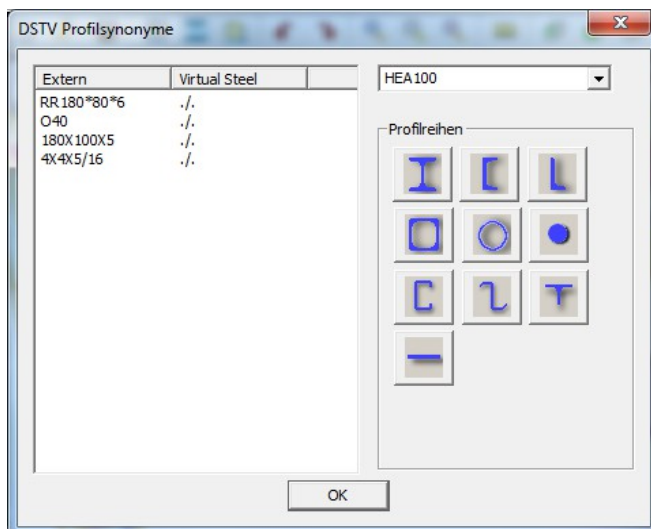 DSTV Profilsynonyme
Extern Virtual Steel
RR180*80*6 ./.
O40 ./.
180X100X5 ./.
4X4X5/16 ./.
HEA100
Profilreihen
OK